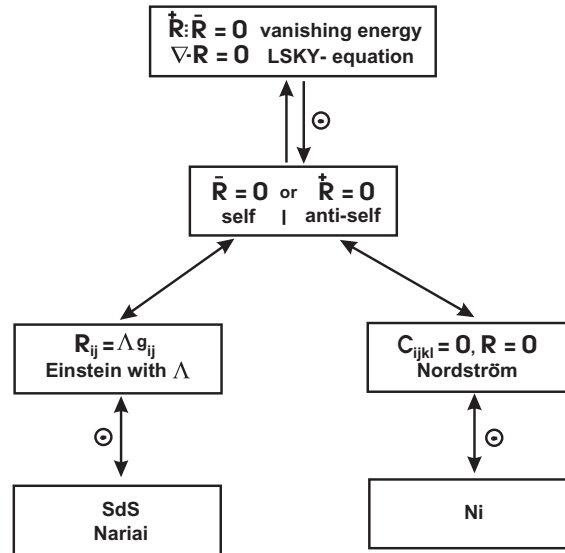 R⁺:R̄ = 0 vanishing energy
∇·R = 0 LSKY- equation
⊙
R̄ = 0 or R⁺ = 0
self | anti-self
R_ij = Λ g_ij
Einstein with Λ
C_ijkl = 0, R = 0
Nordström
⊙
⊙
SdS
Nariai
Ni